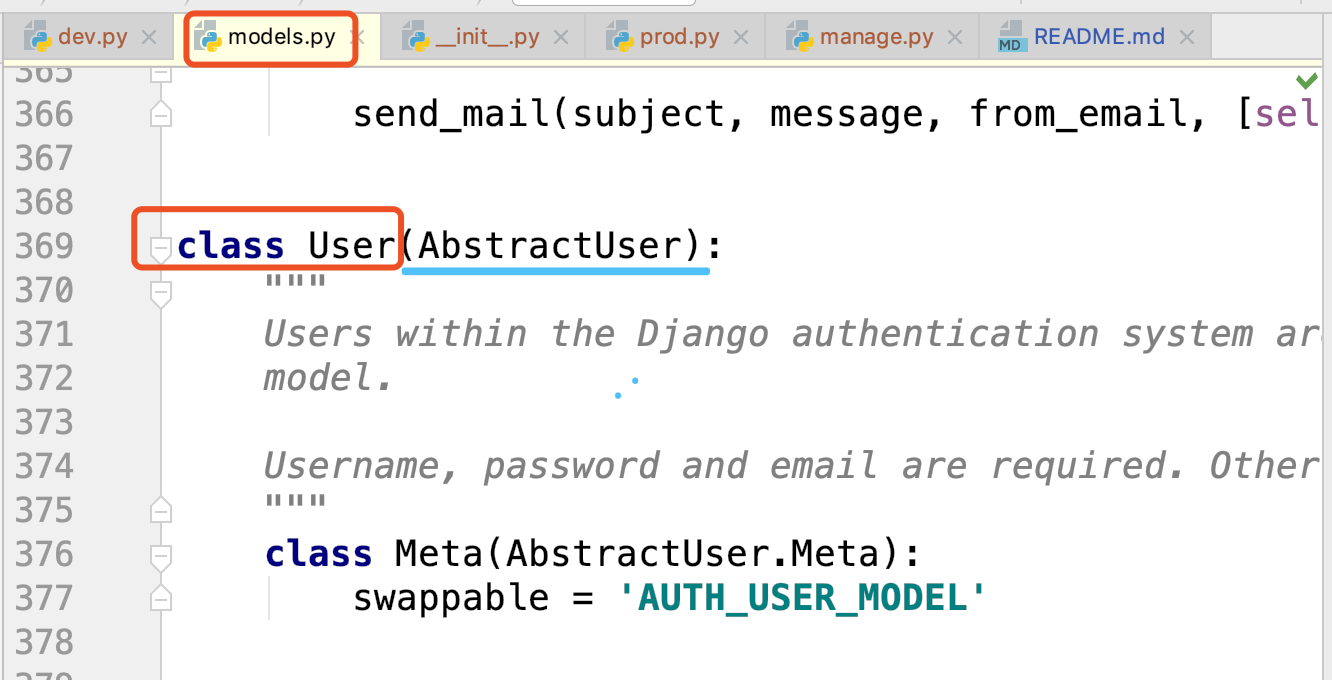 dev.py models.py __init__.py prod.py manage.py MD README.md
365
366 send_mail(subject, message, from_email, [sel
367
368
369 class User(AbstractUser):
370 """
371 Users within the Django authentication system ar
372 model.
373
374 Username, password and email are required. Other
375 """
376 class Meta(AbstractUser.Meta):
377 swappable = 'AUTH_USER_MODEL'
378
379